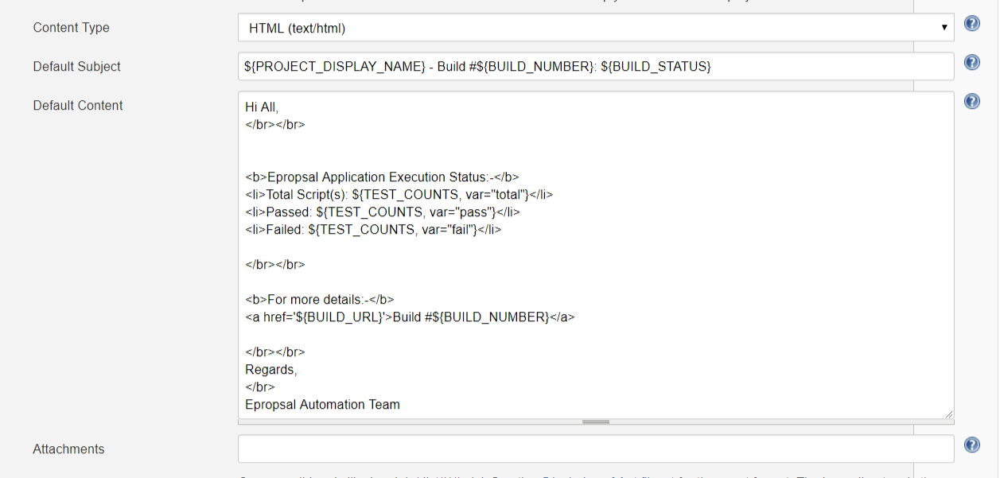 Content Type
HTML (text/html)
Default Subject
${PROJECT_DISPLAY_NAME} - Build #${BUILD_NUMBER}: ${BUILD_STATUS}
Default Content
Hi All,
</br></br>
<b>Epropsal Application Execution Status:-</b>
<li>Total Script(s): ${TEST_COUNTS, var="total"}</li>
<li>Passed: ${TEST_COUNTS, var="pass"}</li>
<li>Failed: ${TEST_COUNTS, var="fail"}</li>
</br></br>
<b>For more details:-</b>
<a href='${BUILD_URL}'>Build #${BUILD_NUMBER}</a>
</br></br>
Regards,
</br>
Epropsal Automation Team
Attachments